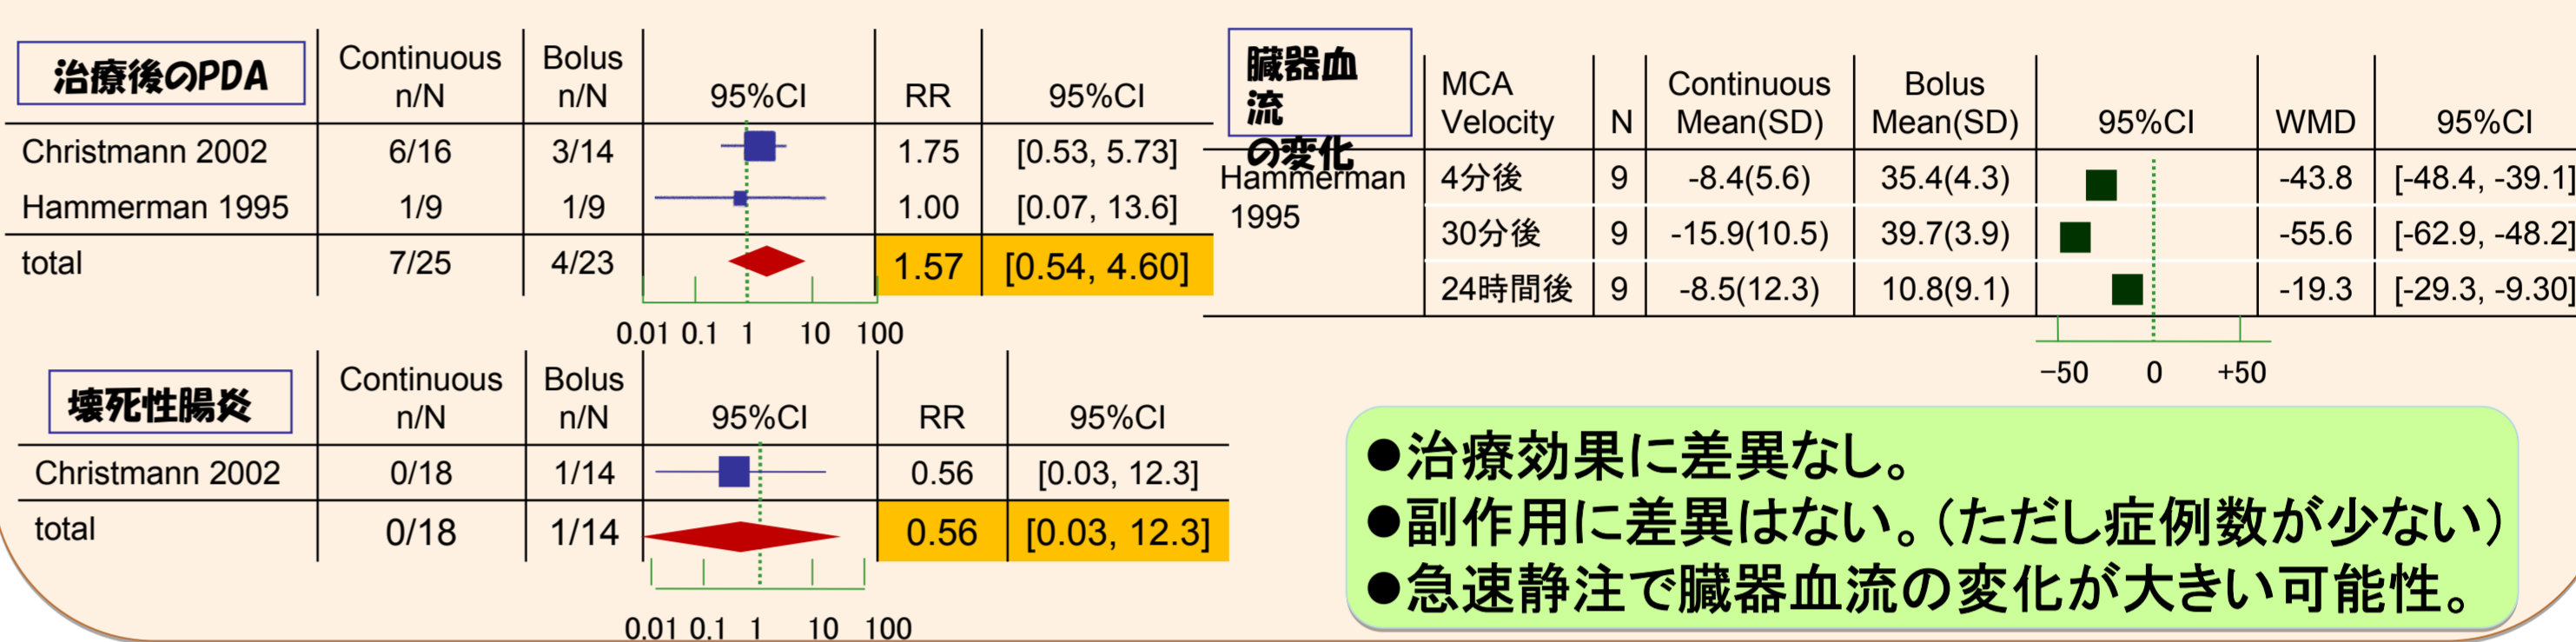 治療後のPDA
Continuous n/N
Bolus n/N
95%CI
RR
95%CI
Christmann 2002 6/16 3/14 1.75 [0.53, 5.73]
Hammerman 1995 1/9 1/9 1.00 [0.07, 13.6]
total 7/25 4/23 1.57 [0.54, 4.60]
0.01 0.1 1 10 100
壊死性腸炎
Continuous n/N
Bolus n/N
95%CI
RR
95%CI
Christmann 2002 0/18 1/14 0.56 [0.03, 12.3]
total 0/18 1/14 0.56 [0.03, 12.3]
0.01 0.1 1 10 100
臓器血
流
の変化
MCA Velocity
N
Continuous Mean(SD)
Bolus Mean(SD)
95%CI
WMD
95%CI
Hammerman 1995
4分後 9 -8.4(5.6) 35.4(4.3) -43.8 [-48.4, -39.1]
30分後 9 -15.9(10.5) 39.7(3.9) -55.6 [-62.9, -48.2]
24時間後 9 -8.5(12.3) 10.8(9.1) -19.3 [-29.3, -9.30]
−50 0 +50
●治療効果に差異なし。
●副作用に差異はない。(ただし症例数が少ない)
●急速静注で臓器血流の変化が大きい可能性。